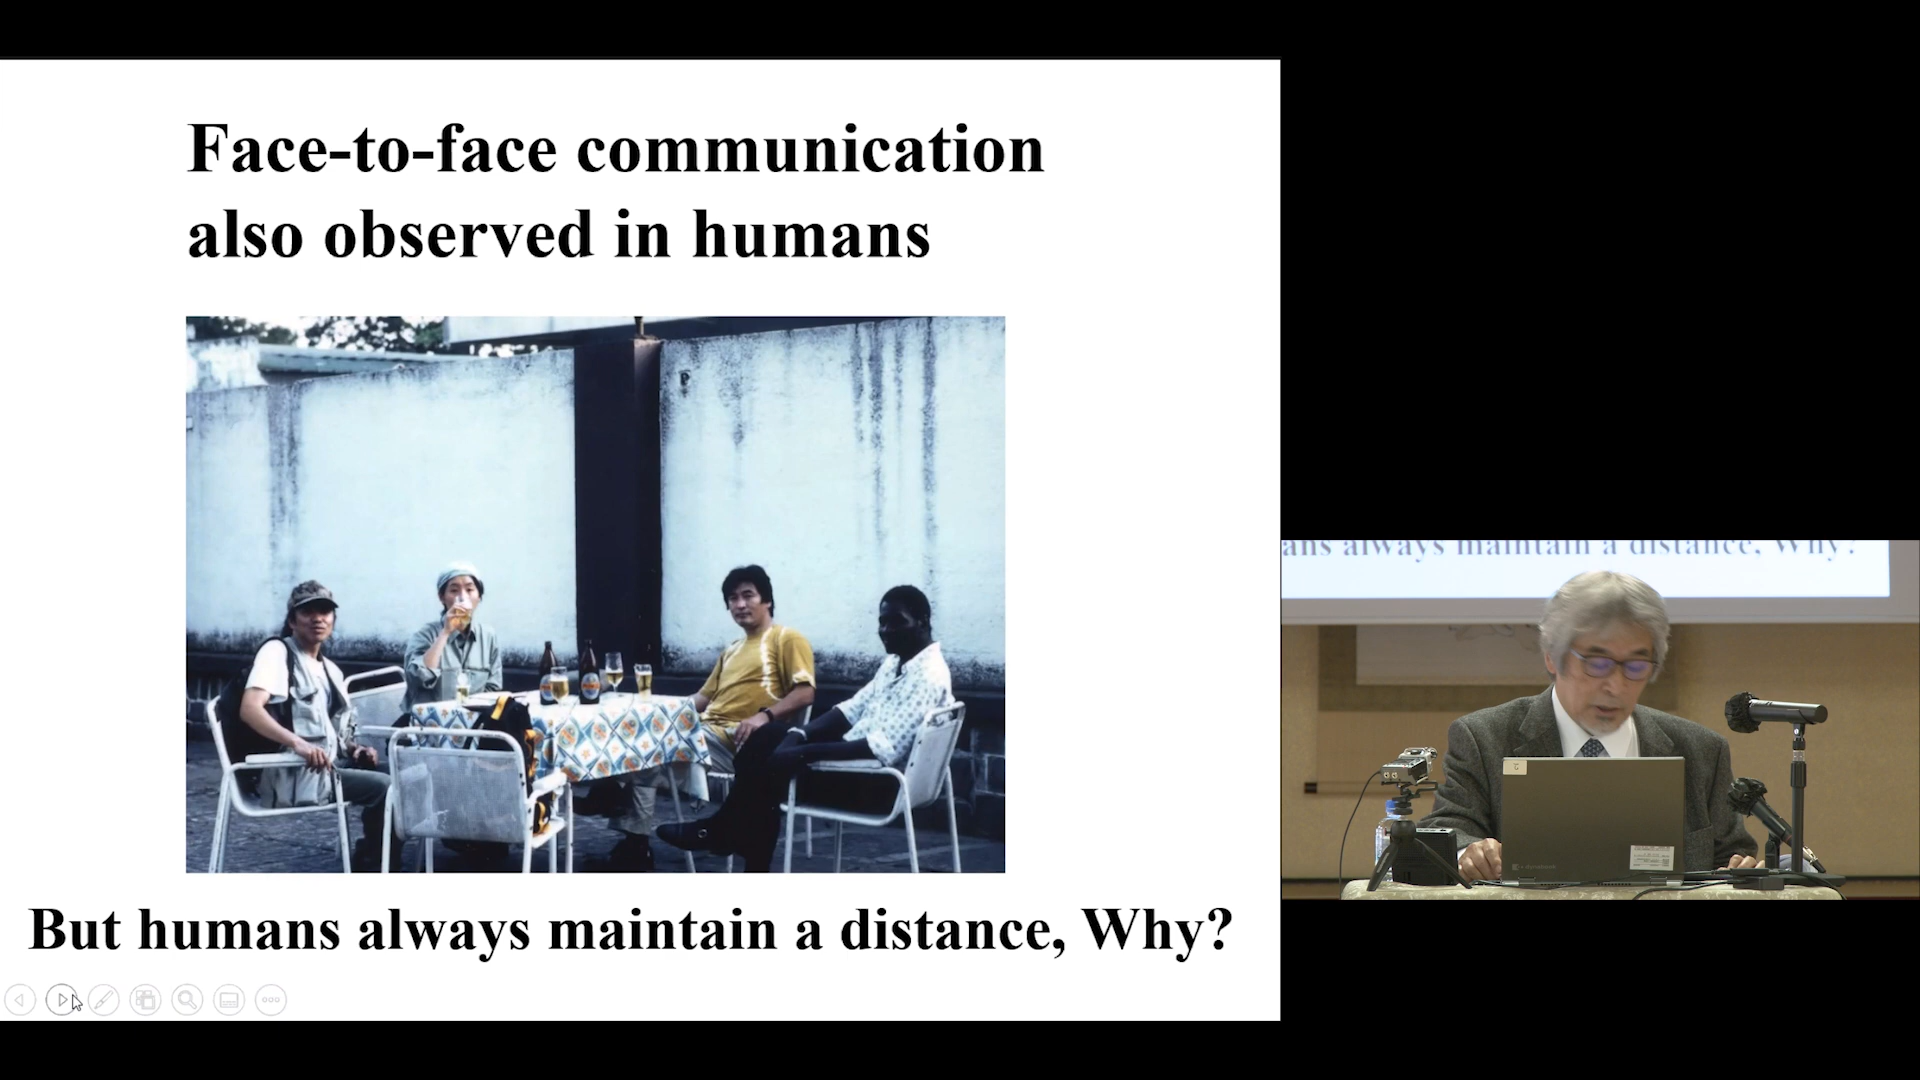 Face-to-face communication
also observed in humans
But humans always maintain a distance, Why?
ans always maintain a distance, Why?